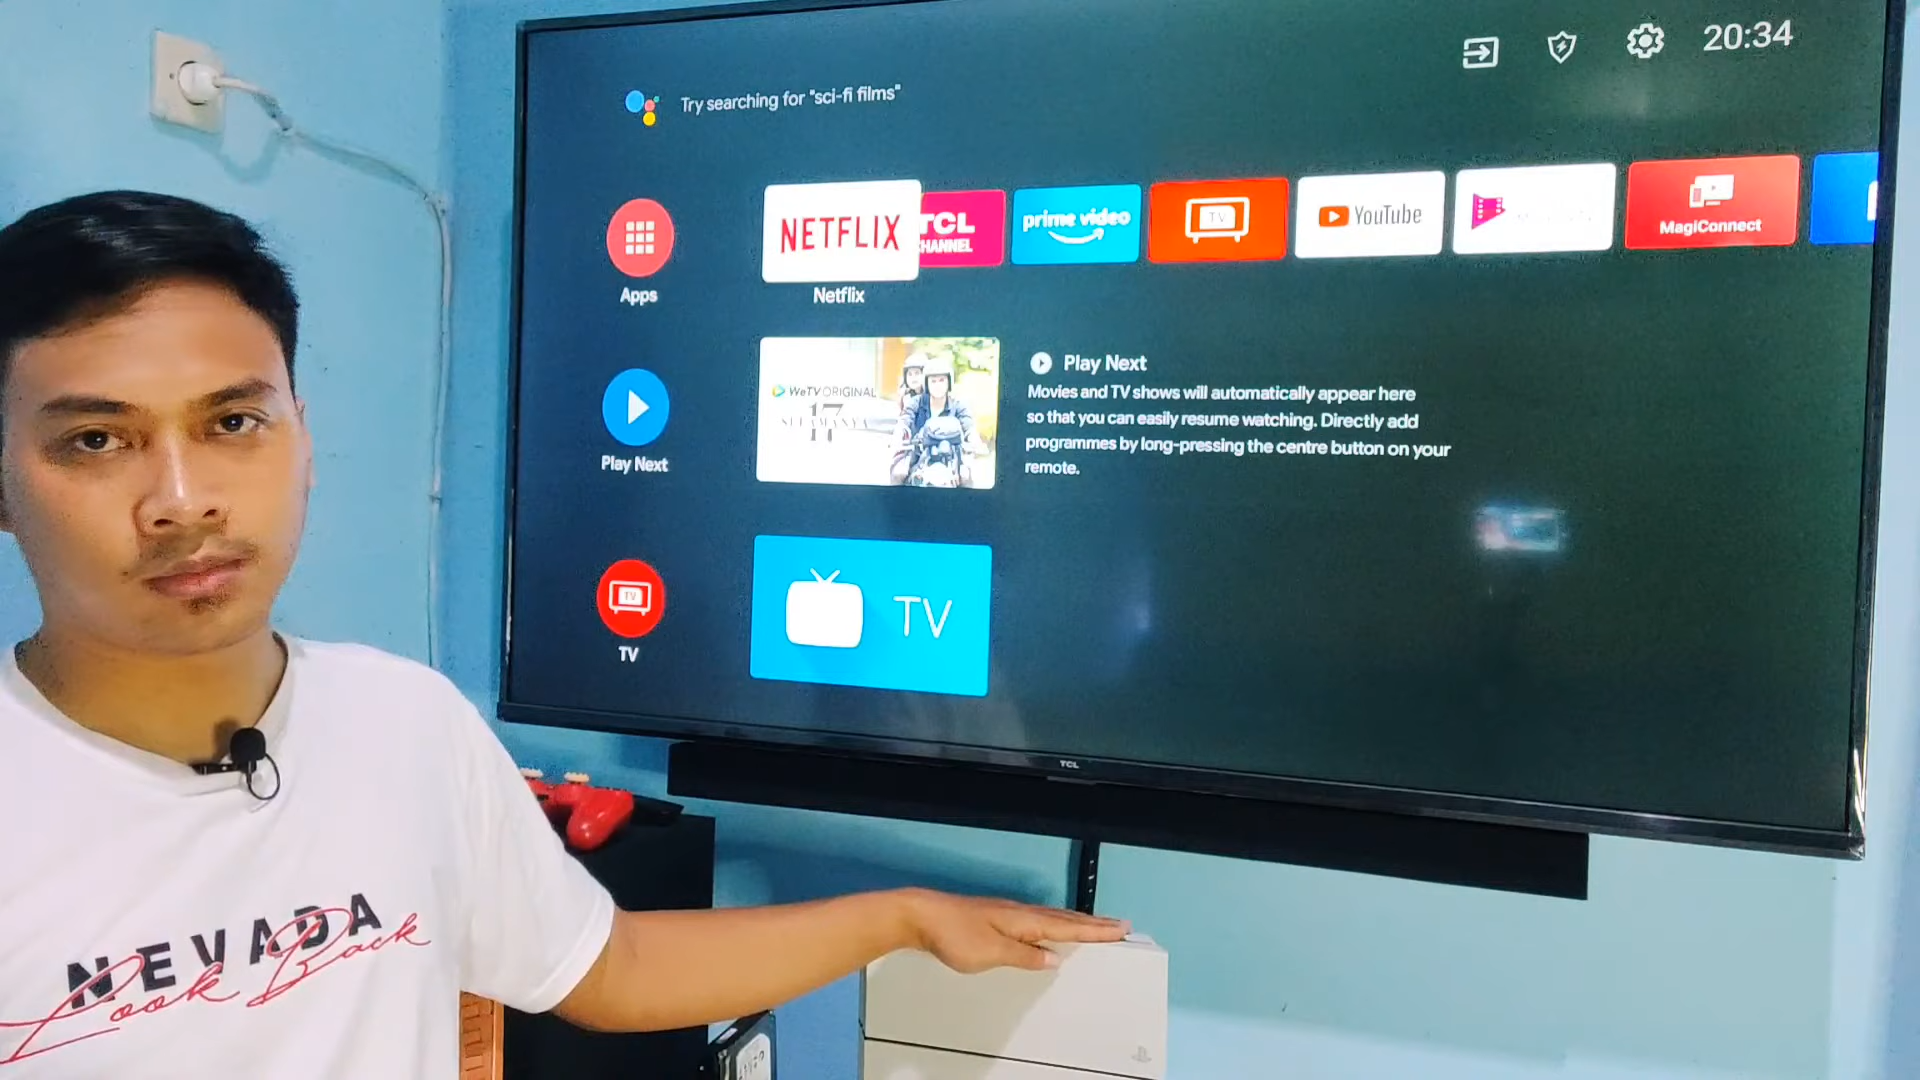 20:34
Try searching for "sci-fi films"
NETFLIX
TCL
CHANNEL
prime video
TV
YouTube
MagiConnect
Apps
Netflix
WeTV ORIGINAL
17
SELAMANYA
Play Next
Movies and TV shows will automatically appear here
so that you can easily resume watching. Directly add
programmes by long-pressing the centre button on your
remote.
Play Next
TV
TV
TV
TCL
NEVADA
Look Back